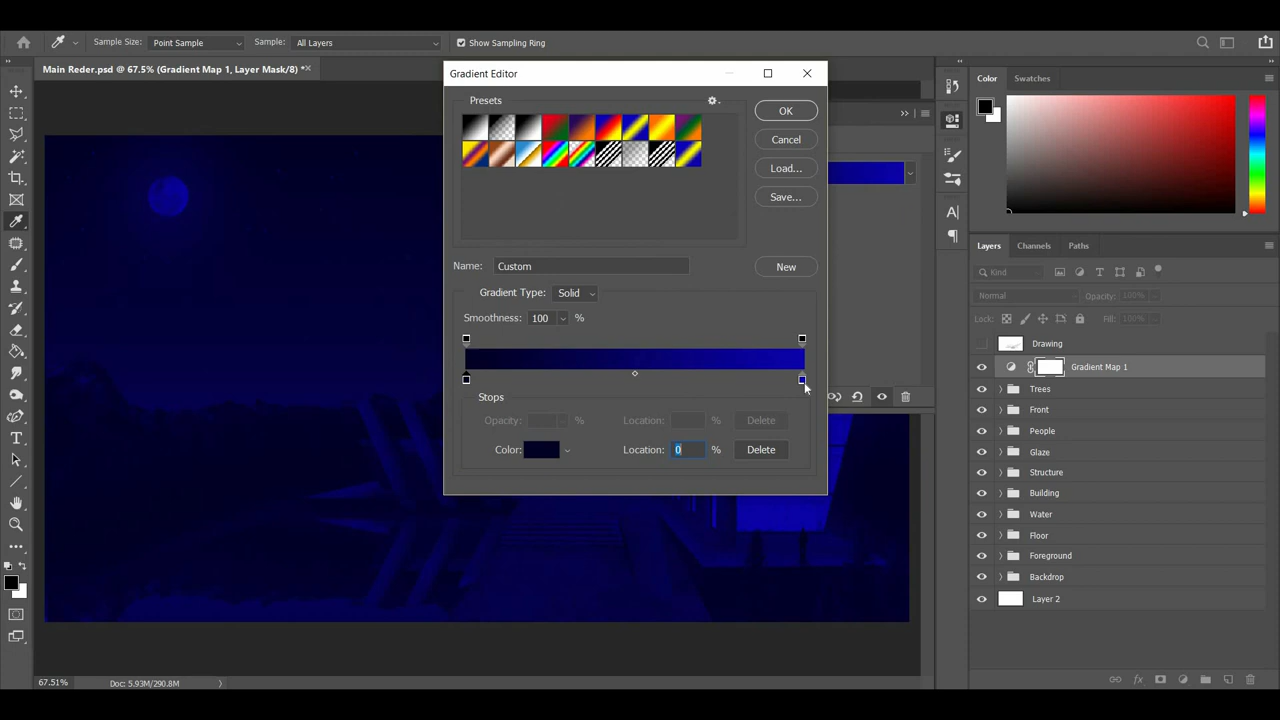 Sample Size: Point Sample Sample: All Layers Show Sampling Ring
Main Reder.psd @ 67.5% (Gradient Map 1, Layer Mask/8) *
Gradient Editor
Presets
OK
Cancel
Load...
Save...
Name: Custom
New
Gradient Type: Solid
Smoothness: 100 %
Stops
Opacity: % Location: % Delete
Color: Location: 0 % Delete
Color Swatches
Layers Channels Paths
Kind
Normal Opacity: 100%
Lock: Fill: 100%
Drawing
Gradient Map 1
Trees
Front
People
Glaze
Structure
Building
Water
Floor
Foreground
Backdrop
Layer 2
67.51% Doc: 5.93M/290.8M